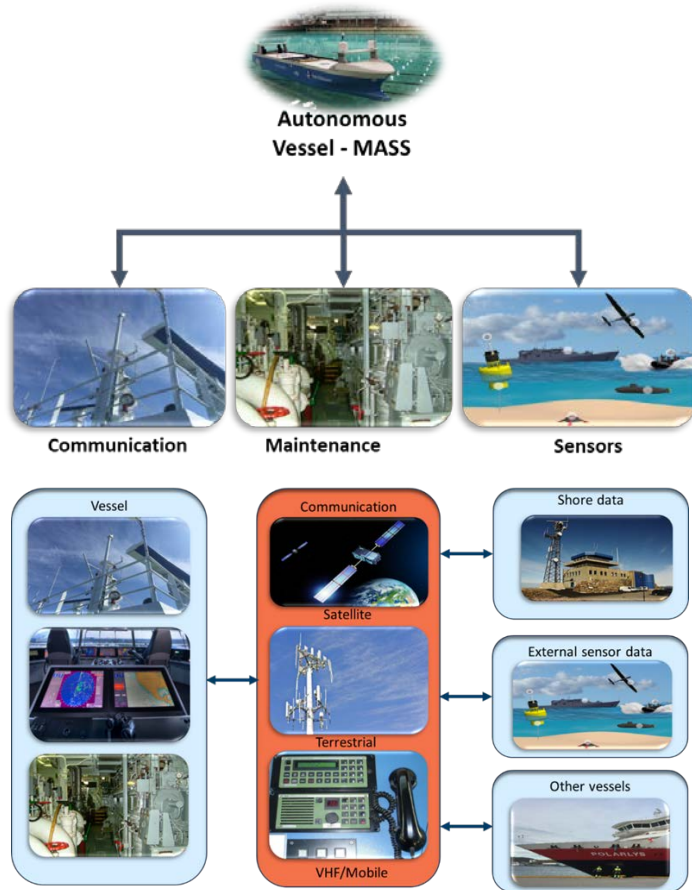 Autonomous
Vessel - MASS
Communication
Maintenance
Sensors
Vessel
Communication
Satellite
Terrestrial
VHF/Mobile
Shore data
External sensor data
Other vessels
POLARLYS